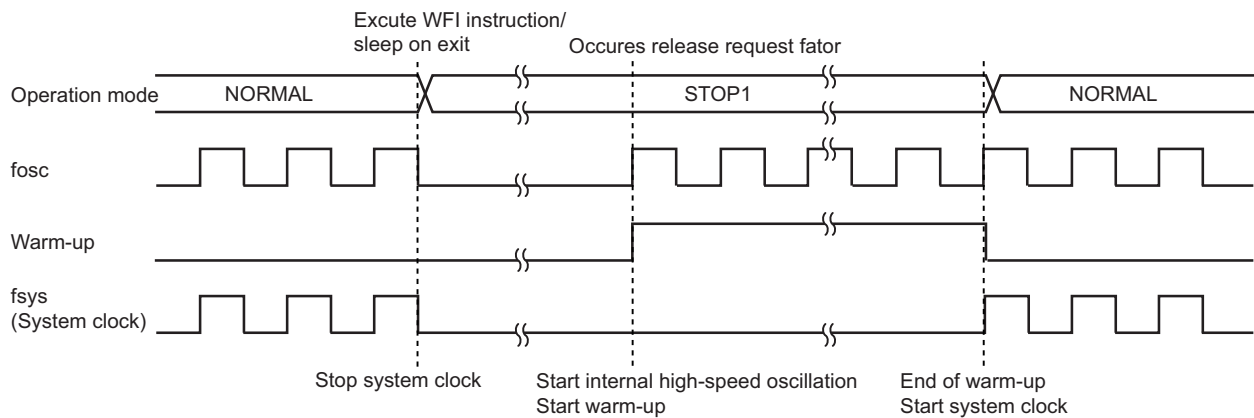 Excute WFI instruction/
sleep on exit
Occures release request fator
Operation mode
NORMAL
STOP1
NORMAL
fosc
Warm-up
fsys
(System clock)
Stop system clock
Start internal high-speed oscillation
Start warm-up
End of warm-up
Start system clock